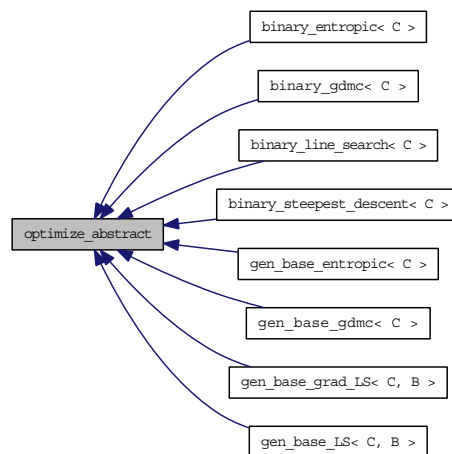 binary_entropic< C >
binary_gdmc< C >
binary_line_search< C >
binary_steepest_descent< C >
optimize_abstract
gen_base_entropic< C >
gen_base_gdmc< C >
gen_base_grad_LS< C, B >
gen_base_LS< C, B >